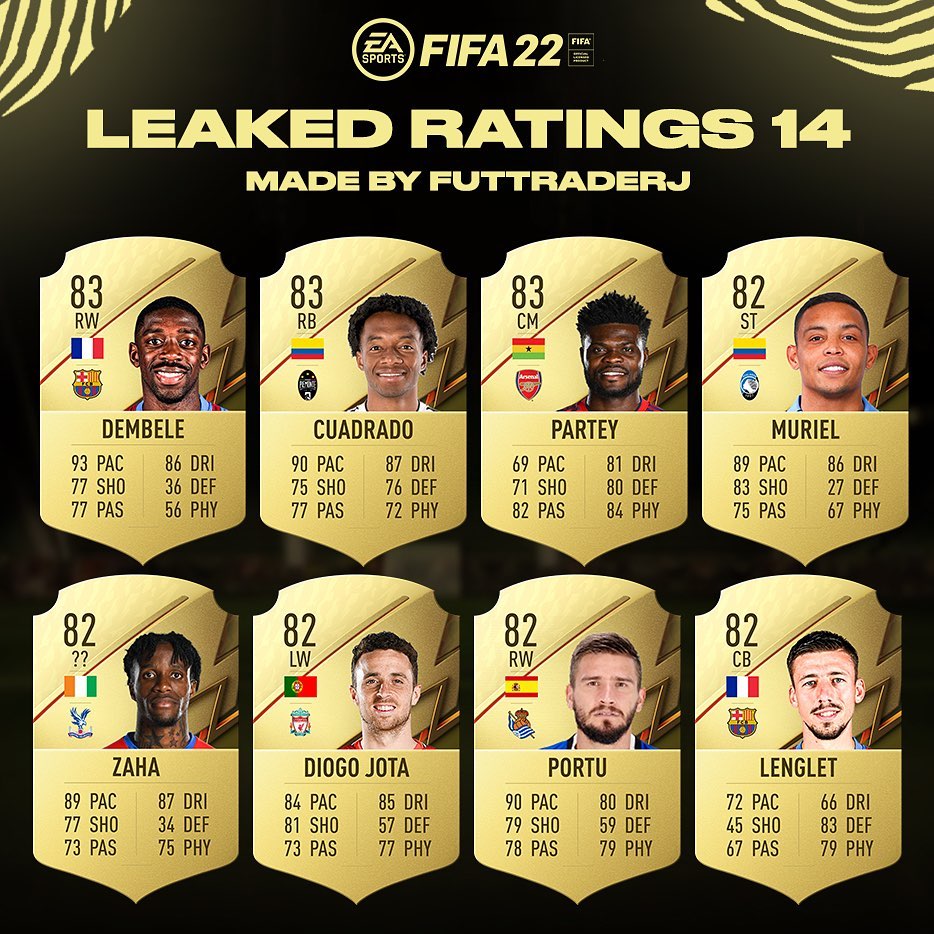 EA SPORTS FIFA 22 FIFA OFFICIAL LICENSED PRODUCT
LEAKED RATINGS 14
MADE BY FUTTRADERJ
83
RW
DEMBELE
93 PAC 86 DRI
77 SHO 36 DEF
77 PAS 56 PHY
83
RB
CUADRADO
90 PAC 87 DRI
75 SHO 76 DEF
77 PAS 72 PHY
83
CM
Arsenal
PARTEY
69 PAC 81 DRI
71 SHO 80 DEF
82 PAS 84 PHY
82
ST
MURIEL
89 PAC 86 DRI
83 SHO 27 DEF
75 PAS 67 PHY
82
??
ZAHA
89 PAC 87 DRI
77 SHO 34 DEF
73 PAS 75 PHY
82
LW
DIOGO JOTA
84 PAC 85 DRI
81 SHO 57 DEF
73 PAS 77 PHY
82
RW
PORTU
90 PAC 80 DRI
79 SHO 59 DEF
78 PAS 79 PHY
82
CB
LENGLET
72 PAC 66 DRI
45 SHO 83 DEF
67 PAS 79 PHY